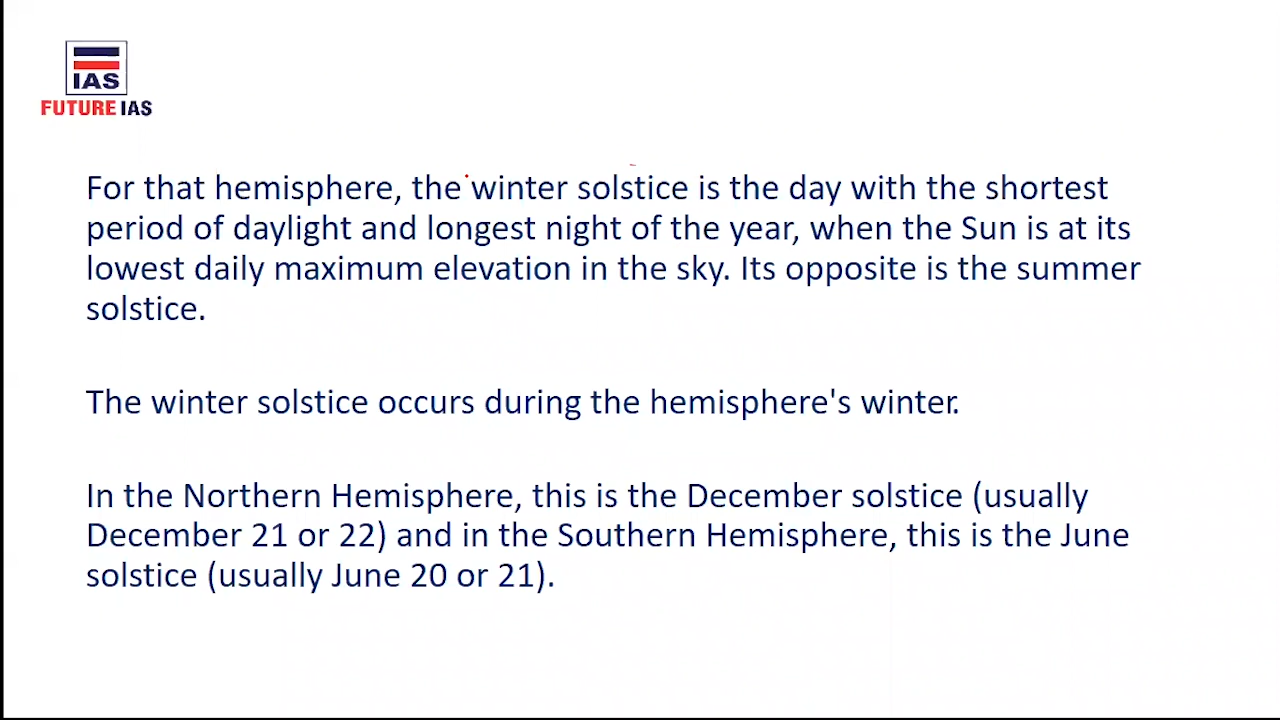 IAS
FUTURE IAS
For that hemisphere, the winter solstice is the day with the shortest
period of daylight and longest night of the year, when the Sun is at its
lowest daily maximum elevation in the sky. Its opposite is the summer
solstice.
The winter solstice occurs during the hemisphere's winter.
In the Northern Hemisphere, this is the December solstice (usually
December 21 or 22) and in the Southern Hemisphere, this is the June
solstice (usually June 20 or 21).